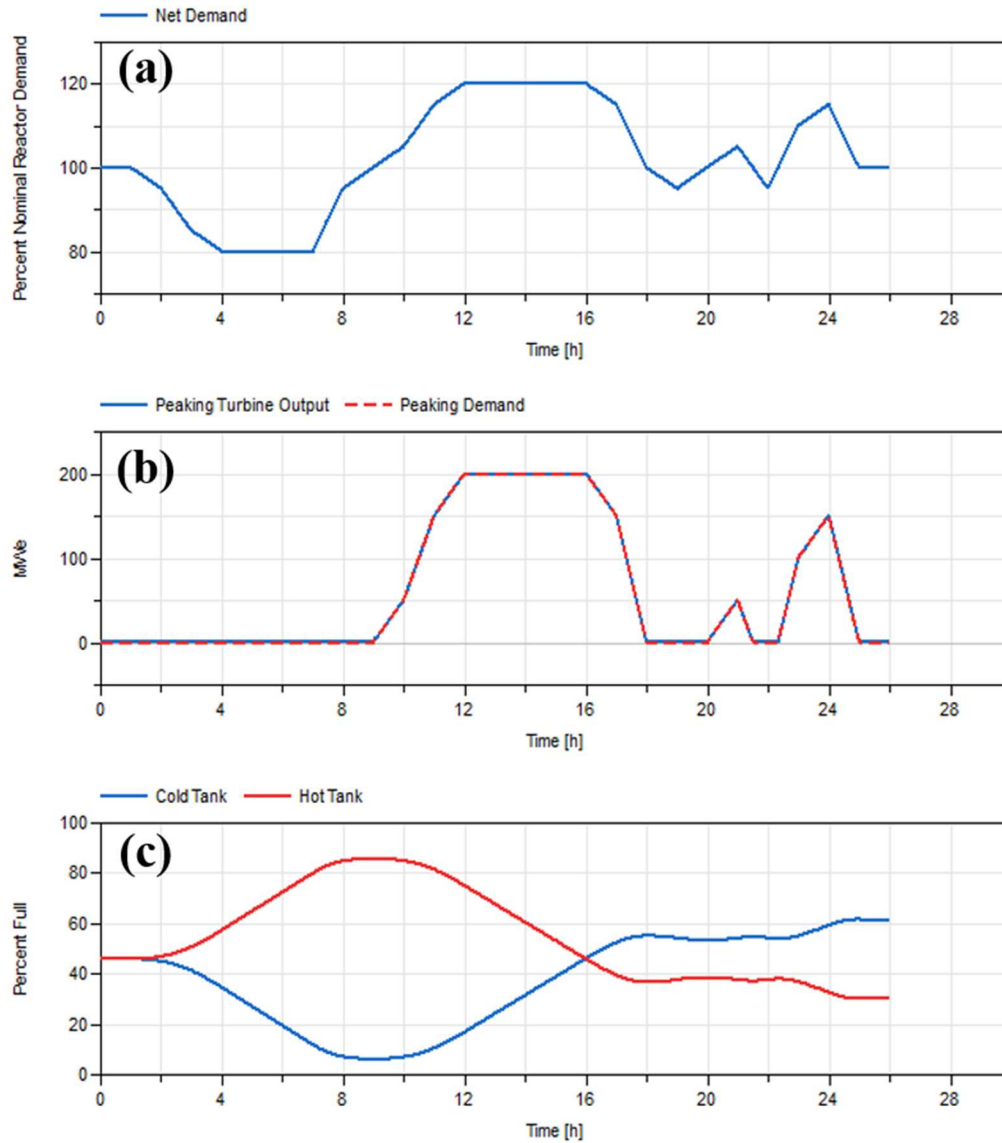 Net Demand
(a)
Percent Nominal Reactor Demand
120
100
80
0 4 8 12 16 20 24 28
Time [h]
Peaking Turbine Output Peaking Demand
(b)
MWe
200
100
0
0 4 8 12 16 20 24 28
Time [h]
Cold Tank Hot Tank
(c)
Percent Full
100
80
60
40
20
0
0 4 8 12 16 20 24 28
Time [h]